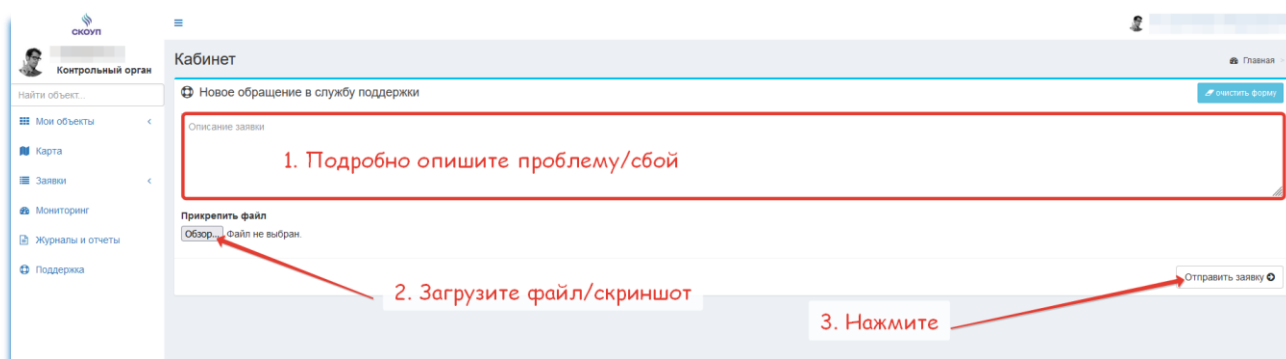 СКОУП
Контрольный орган
Найти объект...
Мои объекты
Карта
Заявки
Мониторинг
Журналы и отчеты
Поддержка
Кабинет
Главная
Новое обращение в службу поддержки
очистить форму
Описание заявки
1. Подробно опишите проблему/сбой
Прикрепить файл
Обзор... Файл не выбран.
2. Загрузите файл/скриншот
Отправить заявку
3. Нажмите